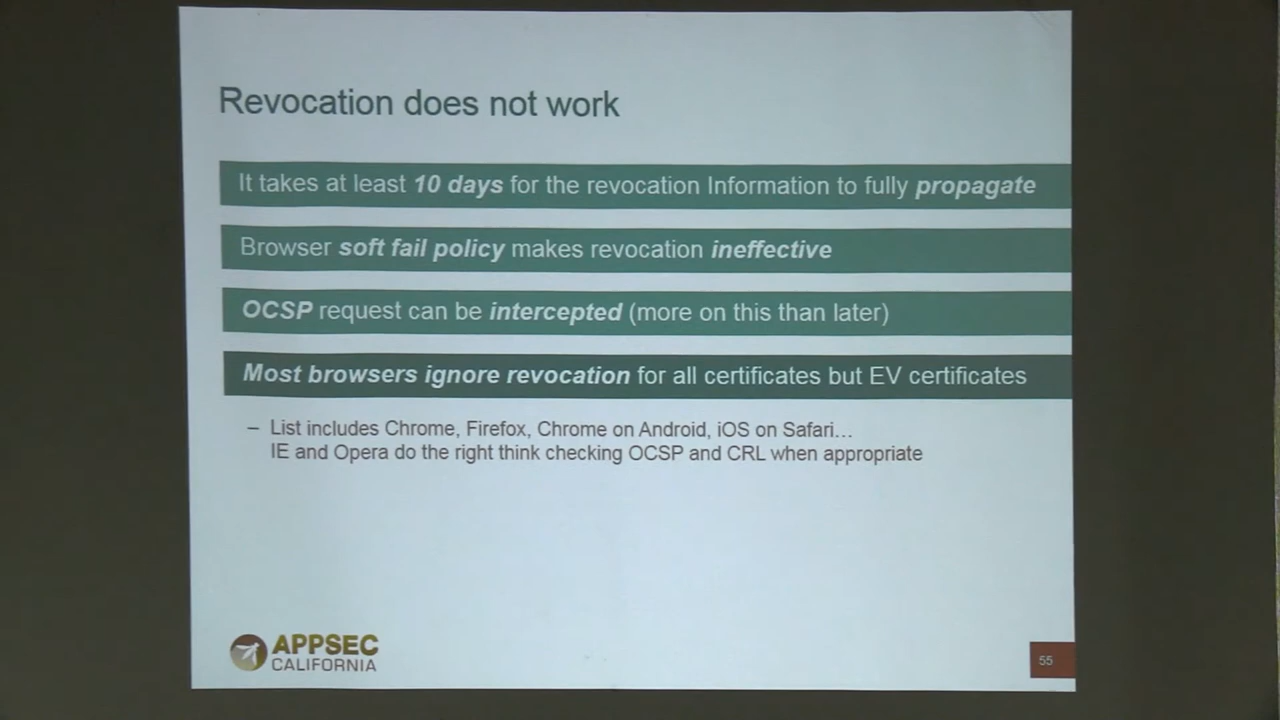 Revocation does not work
It takes at least 10 days for the revocation Information to fully propagate
Browser soft fail policy makes revocation ineffective
OCSP request can be intercepted (more on this than later)
Most browsers ignore revocation for all certificates but EV certificates
– List includes Chrome, Firefox, Chrome on Android, iOS on Safari…
IE and Opera do the right think checking OCSP and CRL when appropriate
APPSEC
CALIFORNIA
55